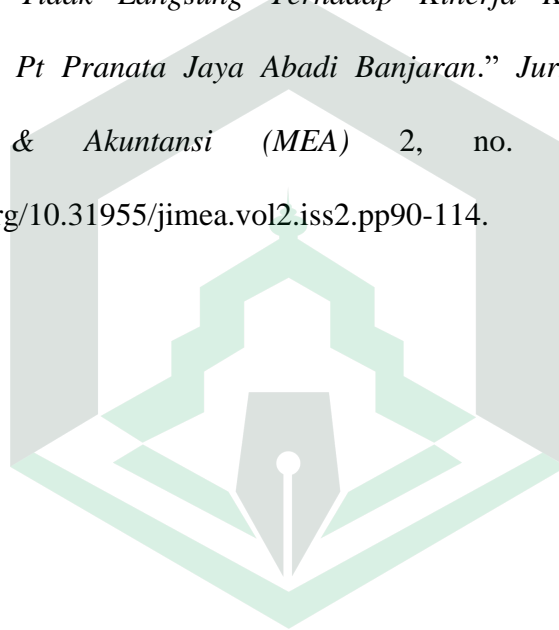 Tidak Langsung Terhadap Kinerja K
Pt Pranata Jaya Abadi Banjaran.” Jur
& Akuntansi (MEA) 2, no.
rg/10.31955/jimea.vol2.iss2.pp90-114.